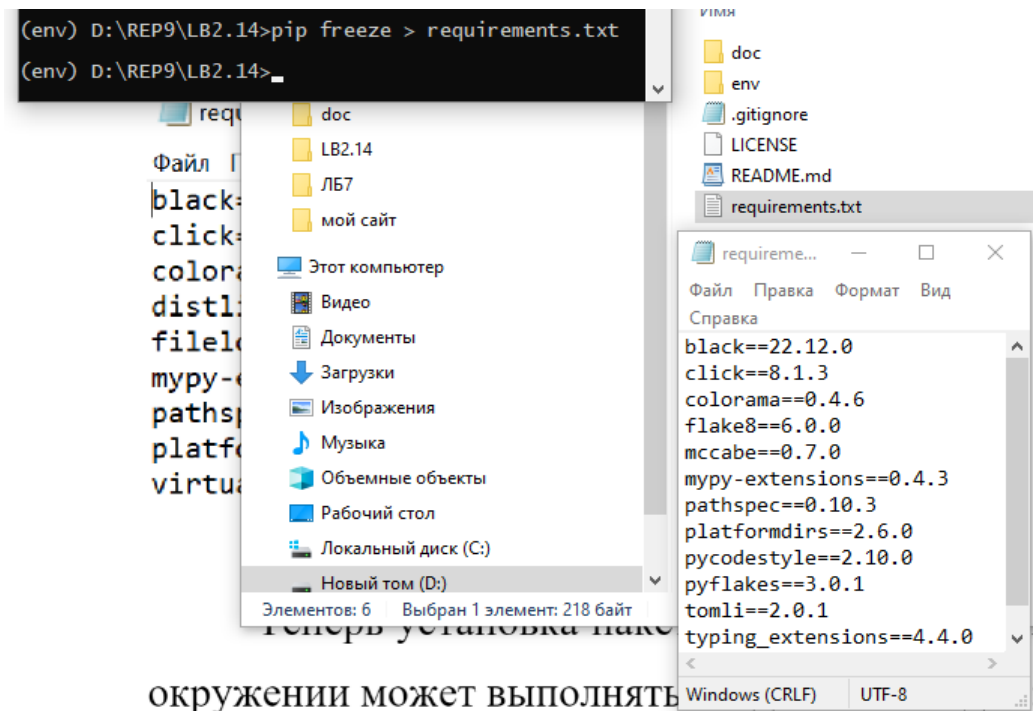 (env) D:\REP9\LB2.14>pip freeze > requirements.txt
(env) D:\REP9\LB2.14>
Имя
doc
env
.gitignore
LICENSE
README.md
requirements.txt
Файл
doc
LB2.14
ЛБ7
мой сайт
Этот компьютер
Видео
Документы
Загрузки
Изображения
Музыка
Объемные объекты
Рабочий стол
Локальный диск (C:)
Новый том (D:)
Элементов: 6 Выбран 1 элемент: 218 байт
black=
click=
requireme...
Файл Правка Формат Вид
Справка
black==22.12.0
click==8.1.3
colorama==0.4.6
flake8==6.0.0
mccabe==0.7.0
mypy-extensions==0.4.3
pathspec==0.10.3
platformdirs==2.6.0
pycodestyle==2.10.0
pyflakes==3.0.1
tomli==2.0.1
typing_extensions==4.4.0
Windows (CRLF) UTF-8
Теперь установка
окружении может